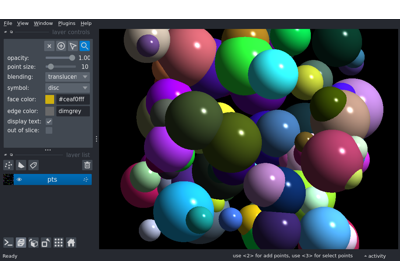 File View Window Plugins Help
layer controls
opacity: 1.00
point size: 10
blending: translucen
symbol: disc
face color: #ceaf0fff
edge color: dimgrey
display text:
out of slice:
layer list
pts
Ready use <2> for add points, use <3> for select points activity